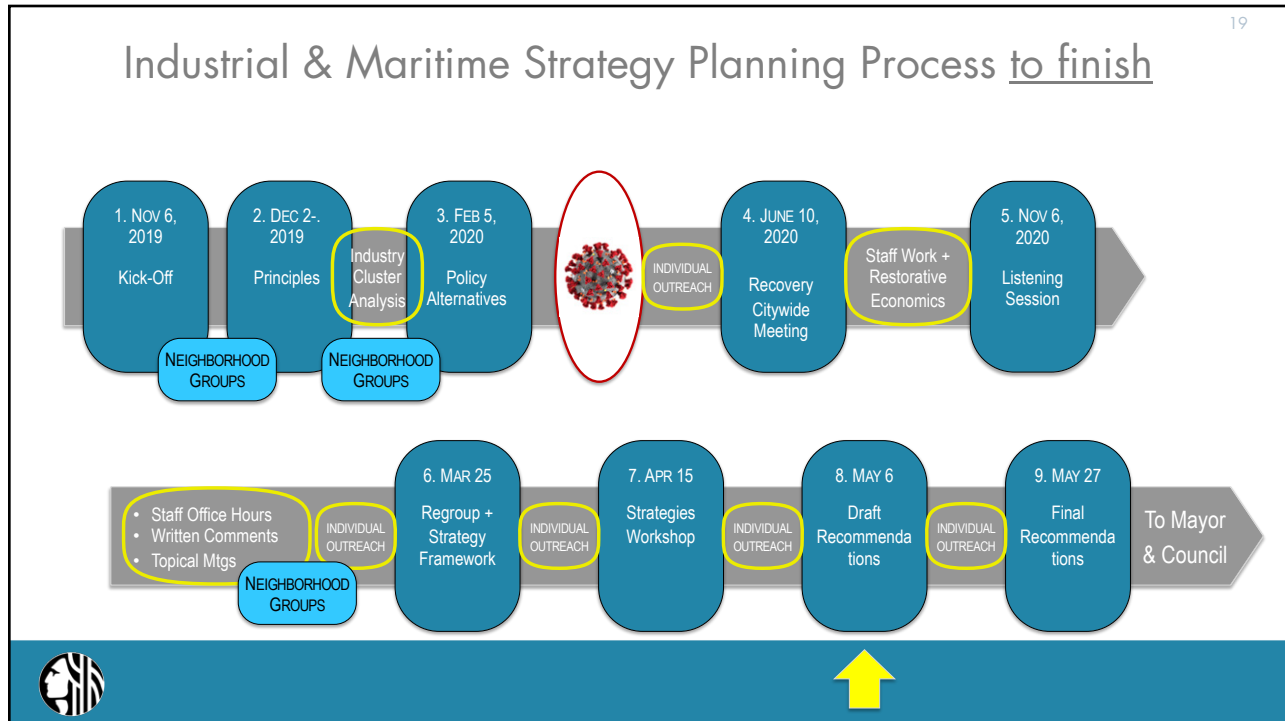 19
Industrial & Maritime Strategy Planning Process to finish
1. NOV 6,
2019
Kick-Off
2. DEC 2-.
2019
Principles
Industry
Cluster
Analysis
3. FEB 5,
2020
Policy
Alternatives
INDIVIDUAL
OUTREACH
4. JUNE 10,
2020
Recovery
Citywide
Meeting
Staff Work +
Restorative
Economics
5. NOV 6,
2020
Listening
Session
NEIGHBORHOOD
GROUPS
NEIGHBORHOOD
GROUPS
• Staff Office Hours
• Written Comments
• Topical Mtgs
NEIGHBORHOOD
GROUPS
INDIVIDUAL
OUTREACH
6. MAR 25
Regroup +
Strategy
Framework
INDIVIDUAL
OUTREACH
7. APR 15
Strategies
Workshop
INDIVIDUAL
OUTREACH
8. MAY 6
Draft
Recommenda
tions
INDIVIDUAL
OUTREACH
9. MAY 27
Final
Recommenda
tions
To Mayor
& Council